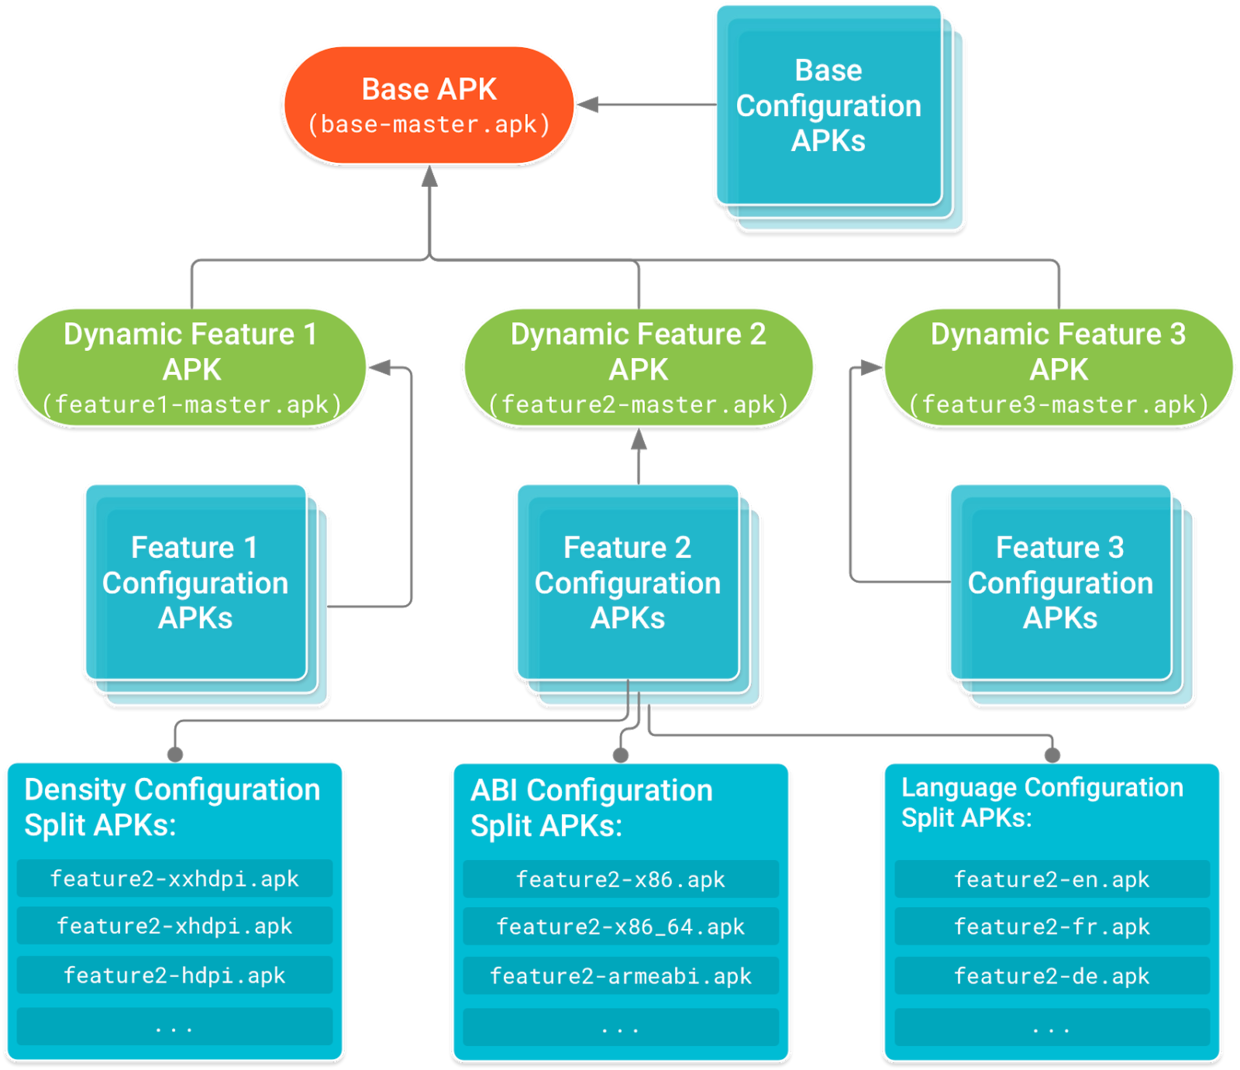 Base APK
(base-master.apk)
Base
Configuration
APKs
Dynamic Feature 1
APK
(feature1-master.apk)
Dynamic Feature 2
APK
(feature2-master.apk)
Dynamic Feature 3
APK
(feature3-master.apk)
Feature 1
Configuration
APKs
Feature 2
Configuration
APKs
Feature 3
Configuration
APKs
Density Configuration
Split APKs:
feature2-xxhdpi.apk
feature2-xhdpi.apk
feature2-hdpi.apk
...
ABI Configuration
Split APKs:
feature2-x86.apk
feature2-x86_64.apk
feature2-armeabi.apk
...
Language Configuration
Split APKs:
feature2-en.apk
feature2-fr.apk
feature2-de.apk
...